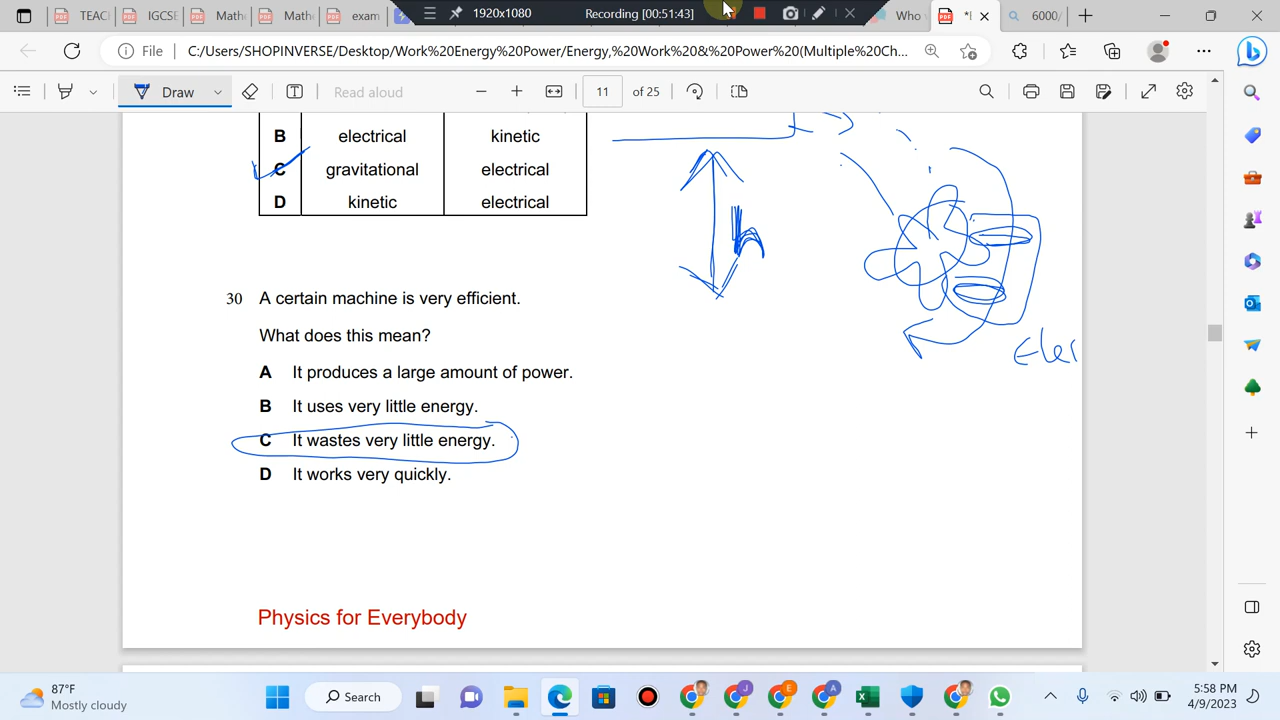 1920x1080 Recording (00:51:43)
TEAC IGCSE Math Math exam Who 6000/
File C:/Users/SHOPINVERSE/Desktop/Work%20Energy%20Power/Energy,%20Work%20&%20Power%20(Multiple%20Ch...
Draw Read aloud 11 of 25
B electrical kinetic
C gravitational electrical
D kinetic electrical
h
30 A certain machine is very efficient.
What does this mean?
A It produces a large amount of power.
B It uses very little energy.
C It wastes very little energy.
D It works very quickly.
Physics for Everybody
87°F
Mostly cloudy
Search
5:58 PM
4/9/2023